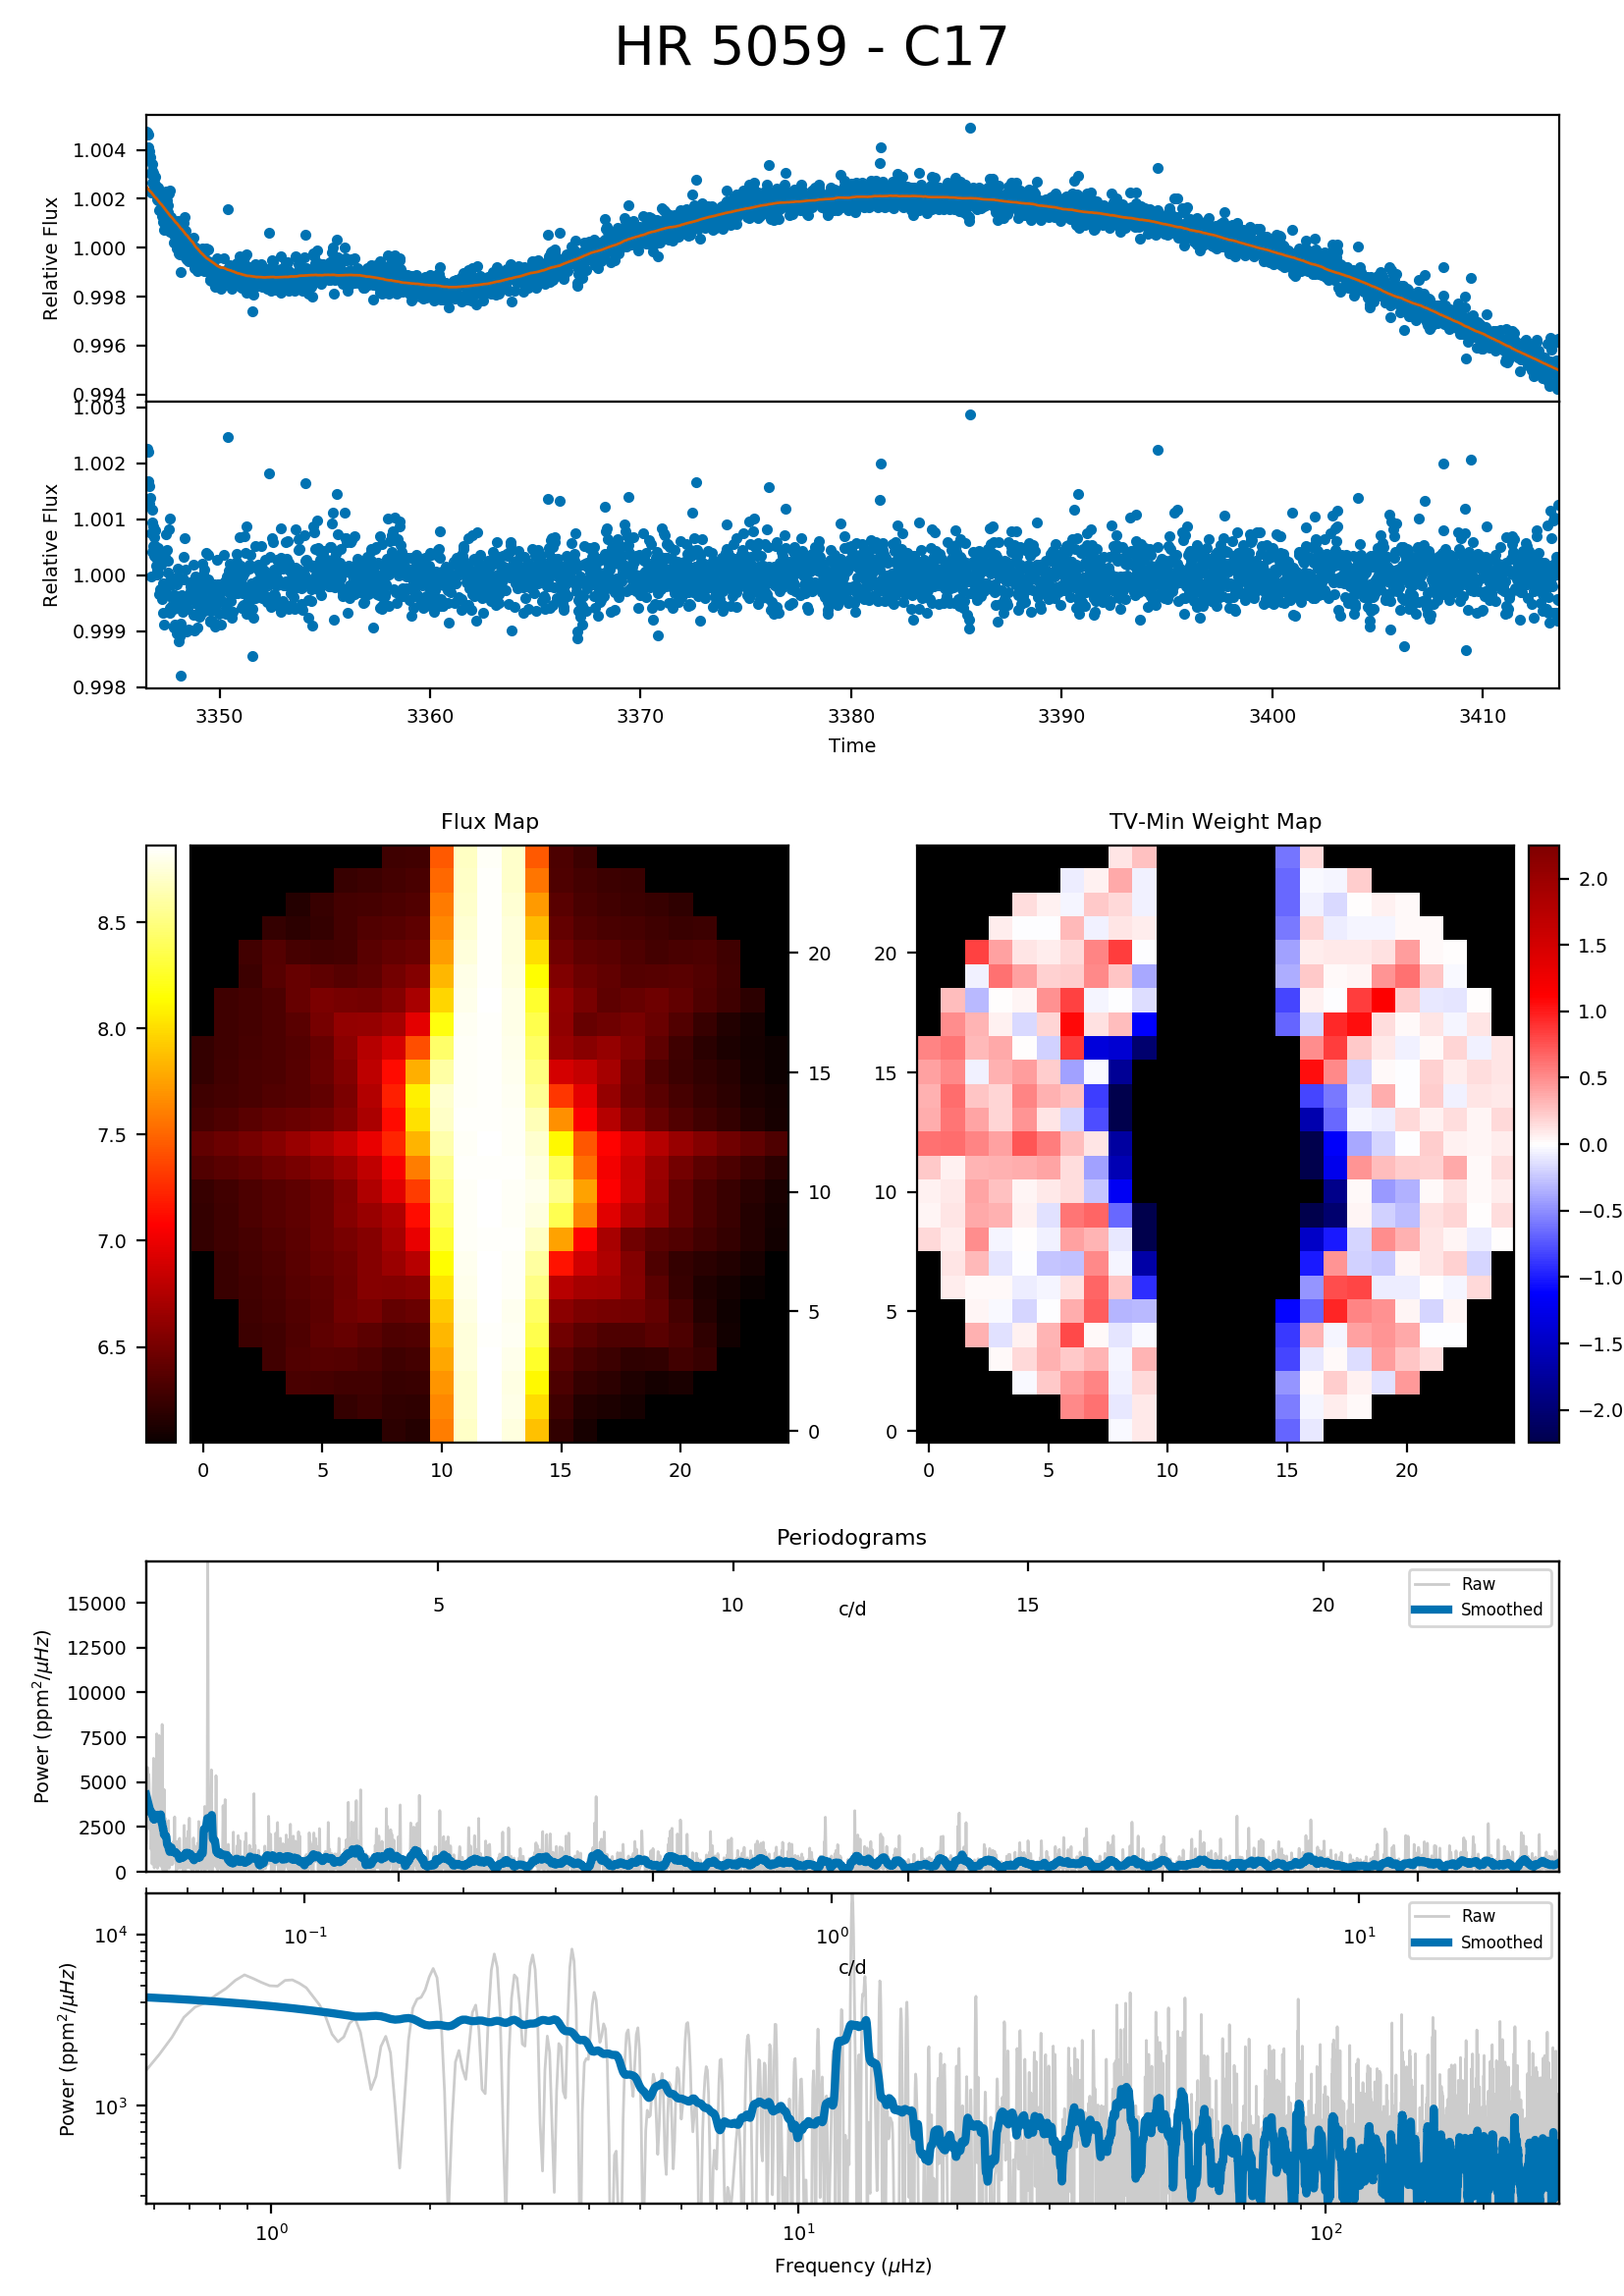 HR 5059 - C17
Relative Flux
1.004
1.002
1.000
0.998
0.996
0.994
Relative Flux
1.003
1.002
1.001
1.000
0.999
0.998
3350 3360 3370 3380 3390 3400 3410
Time
Flux Map
TV-Min Weight Map
8.5
8.0
7.5
7.0
6.5
20
15
10
5
0
0 5 10 15 20
20
15
10
5
0
0 5 10 15 20
2.0
1.5
1.0
0.5
0.0
−0.5
−1.0
−1.5
−2.0
Periodograms
Power (ppm²/μHz)
15000
12500
10000
7500
5000
2500
0
5 10 15 20
c/d
Raw
Smoothed
Power (ppm²/μHz)
10⁴
10³
10⁻¹ 10⁰ 10¹
c/d
Raw
Smoothed
10⁰ 10¹ 10²
Frequency (μHz)